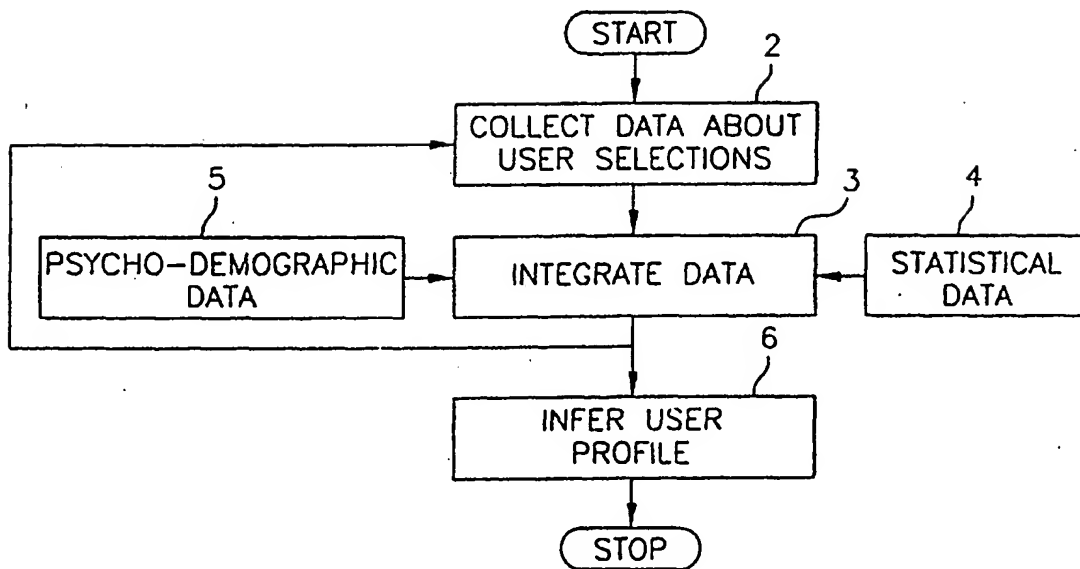 START
2
COLLECT DATA ABOUT
USER SELECTIONS
5
3
4
PSYCHO-DEMOGRAPHIC
DATA
INTEGRATE DATA
STATISTICAL
DATA
6
INFER USER
PROFILE
STOP